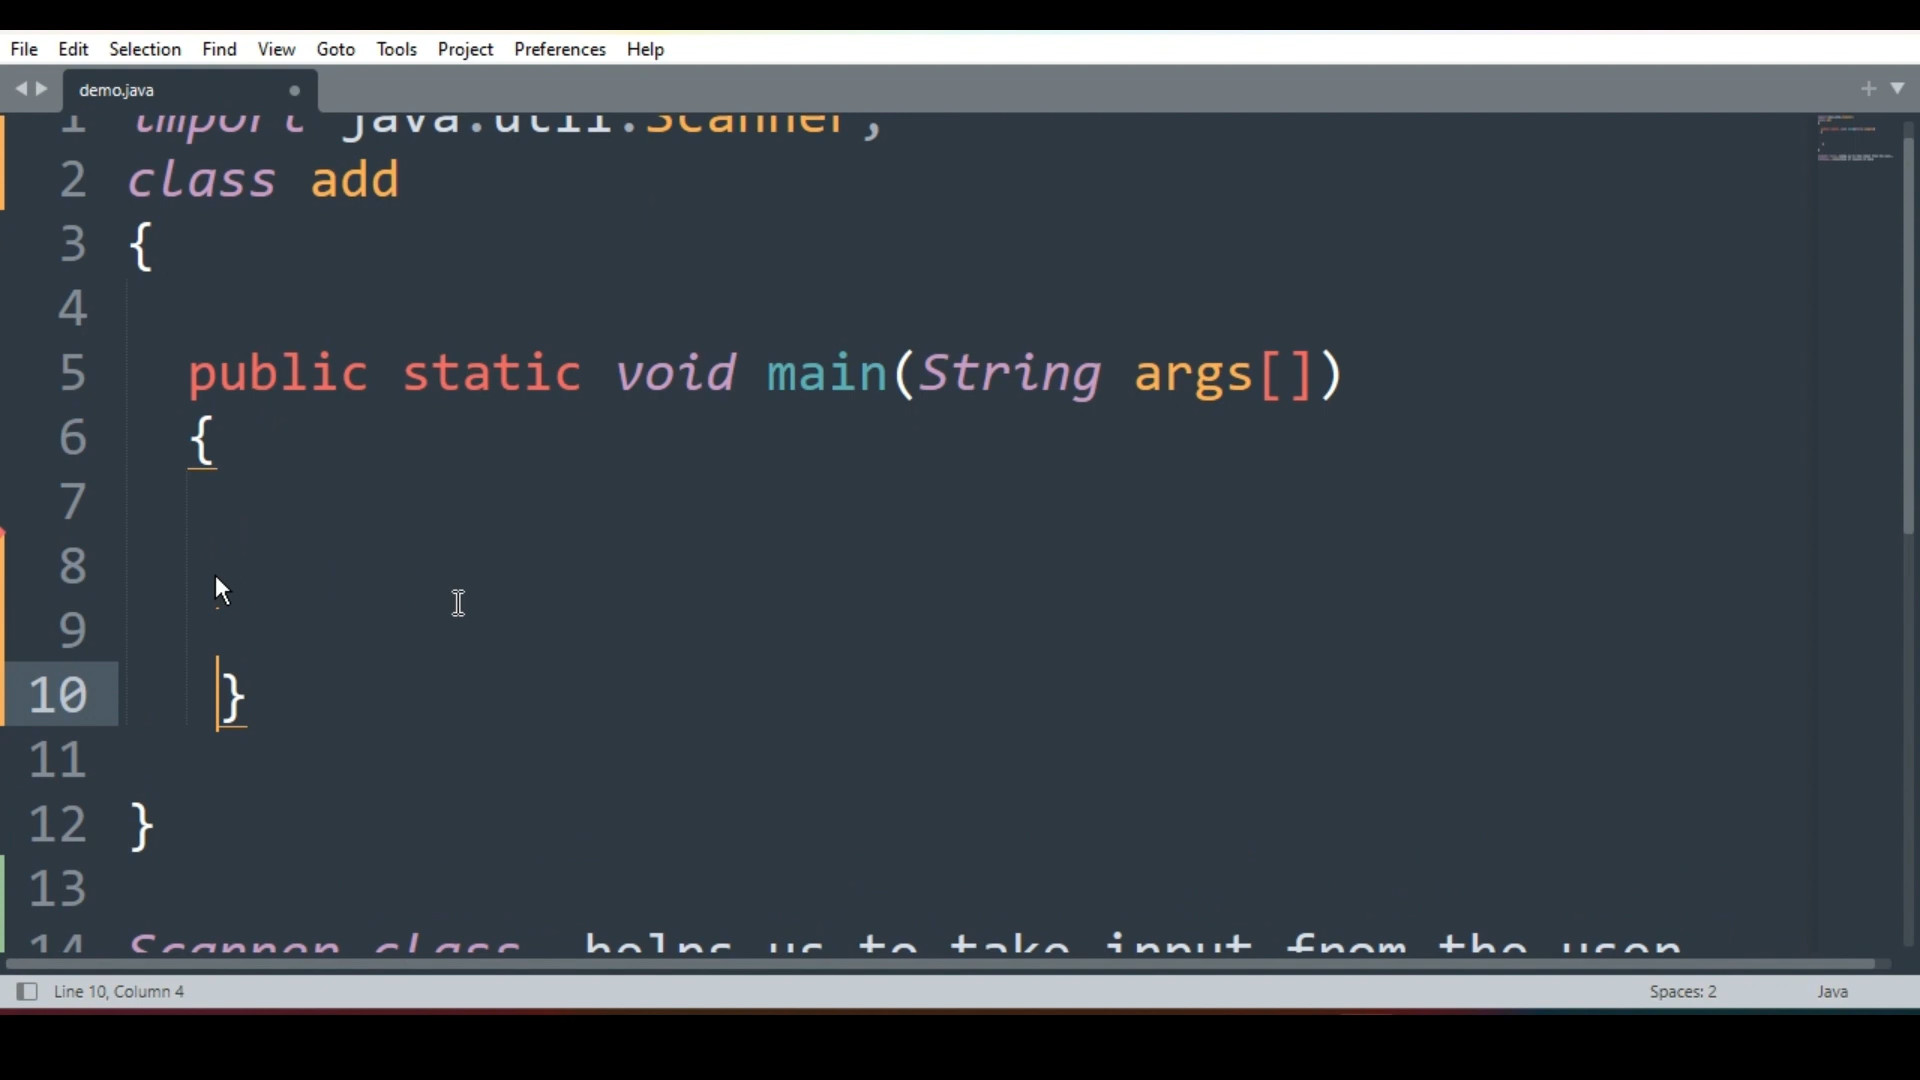 File Edit Selection Find View Goto Tools Project Preferences Help
demo.java
1 import java.util.Scanner;
2 class add
3 {
4
5 public static void main(String args[])
6 {
7
8
9
10 }
11
12 }
13
14 Scanner class helps us to take input from the user
Line 10, Column 4 Spaces: 2 Java